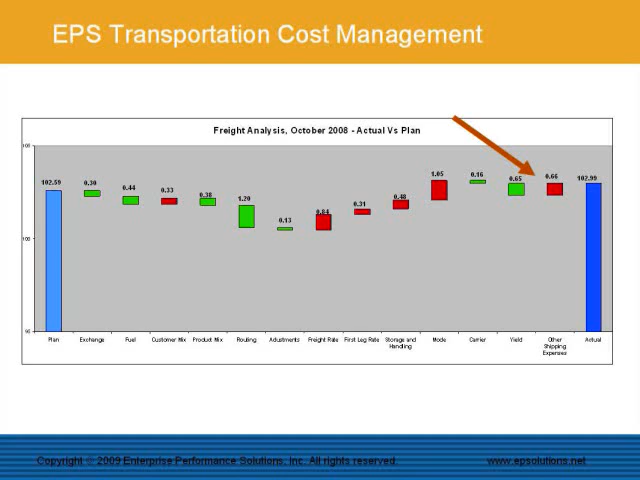 EPS Transportation Cost Management
Freight Analysis, October 2008 - Actual Vs Plan
105
102.59
0.30
0.44
0.33
0.38
1.20
0.13
0.84
0.31
0.48
1.05
0.16
0.65
0.66
102.99
100
95
Plan
Exchange
Fuel
Customer Mix
Product Mix
Routing
Adustments
Freight Rate
First Leg Rate
Storage and
Handling
Mode
Carrier
Yield
Other
Shipping
Expenses
Actual
Copyright © 2009 Enterprise Performance Solutions, Inc. All rights reserved.
www.epsolutions.net